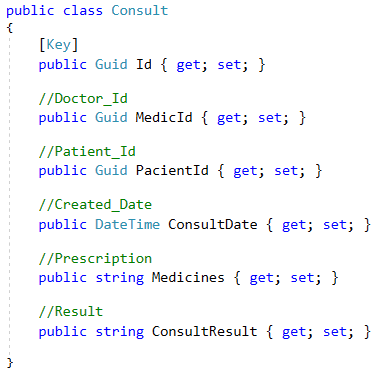 public class Consult
{
[Key]
public Guid Id { get; set; }
//Doctor_Id
public Guid MedicId { get; set; }
//Patient_Id
public Guid PacientId { get; set; }
//Created_Date
public DateTime ConsultDate { get; set; }
//Prescription
public string Medicines { get; set; }
//Result
public string ConsultResult { get; set; }
}